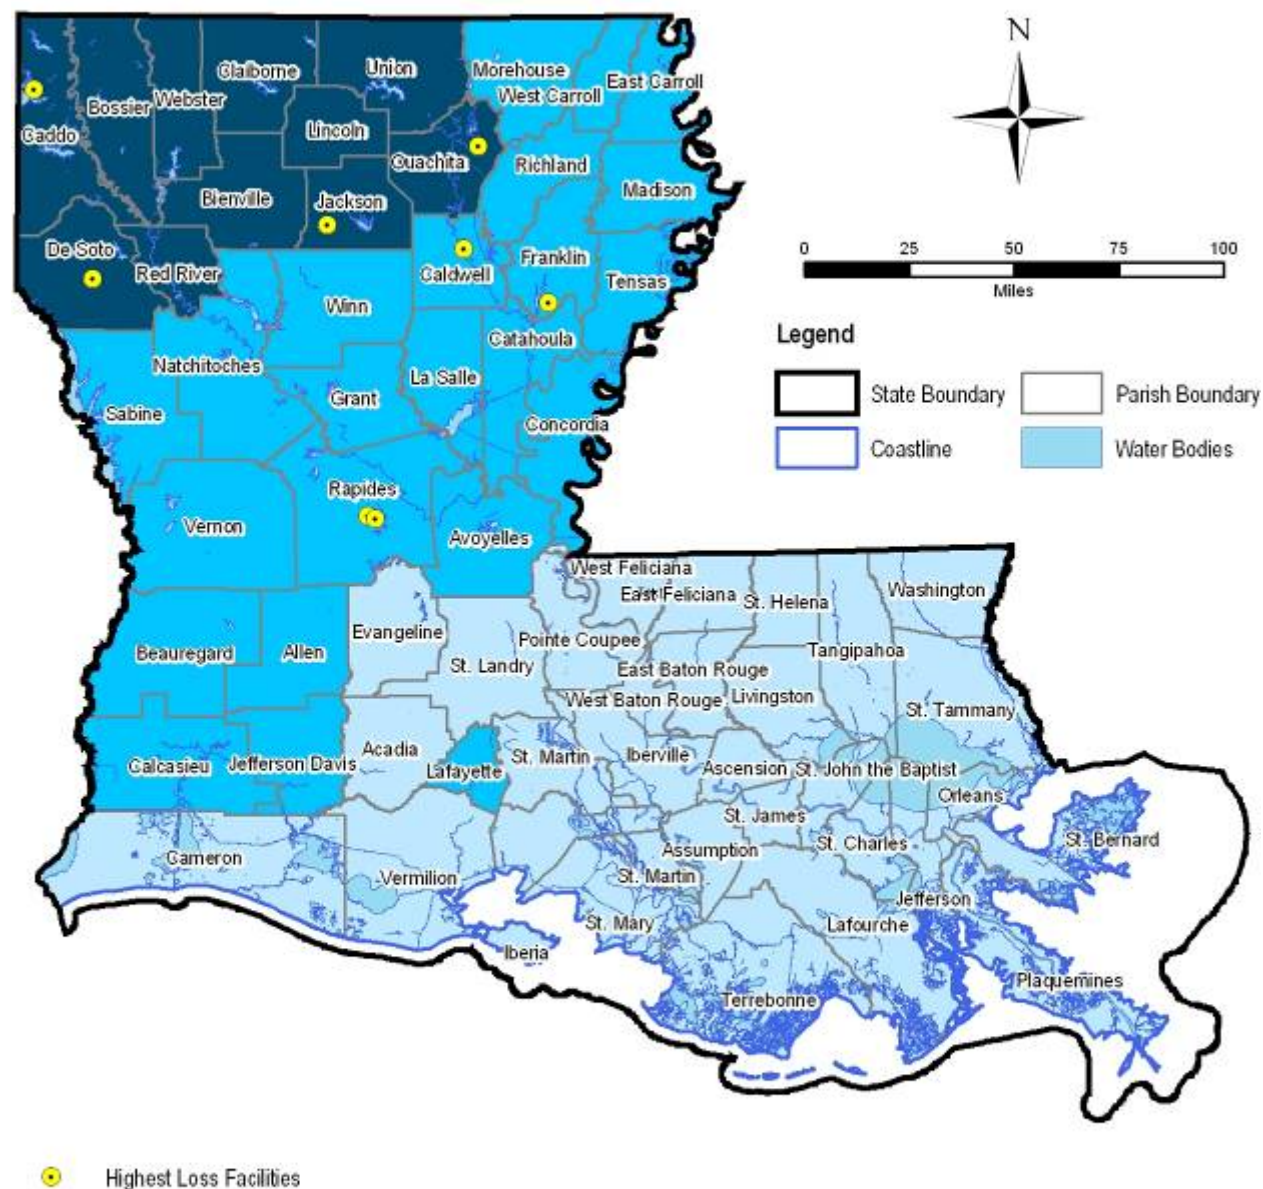 N
Claiborne
Union
Morehouse
East Carroll
West Carroll
Bossier
Webster
Caddo
Lincoln
Ouachita
Richland
Madison
Bienville
Jackson
De Soto
Red River
Caldwell
Franklin
Tensas
0 25 50 75 100
Miles
Winn
Catahoula
Legend
Natchitoches
La Salle
Grant
State Boundary
Parish Boundary
Sabine
Concordia
Coastline
Water Bodies
Rapides
Vernon
Avoyelles
West Feliciana
East Feliciana
St. Helena
Washington
Evangeline
Pointe Coupee
Beauregard
Allen
Tangipahoa
St. Landry
East Baton Rouge
West Baton Rouge
Livingston
St. Tammany
Acadia
St. Martin
Iberville
Calcasieu
Jefferson Davis
Lafayette
Ascension
St. John the Baptist
Orleans
St. James
St. Bernard
St. Charles
Assumption
Cameron
Vermilion
St. Martin
Jefferson
St. Mary
Lafourche
Iberia
Plaquemines
Terrebonne
Highest Loss Facilities